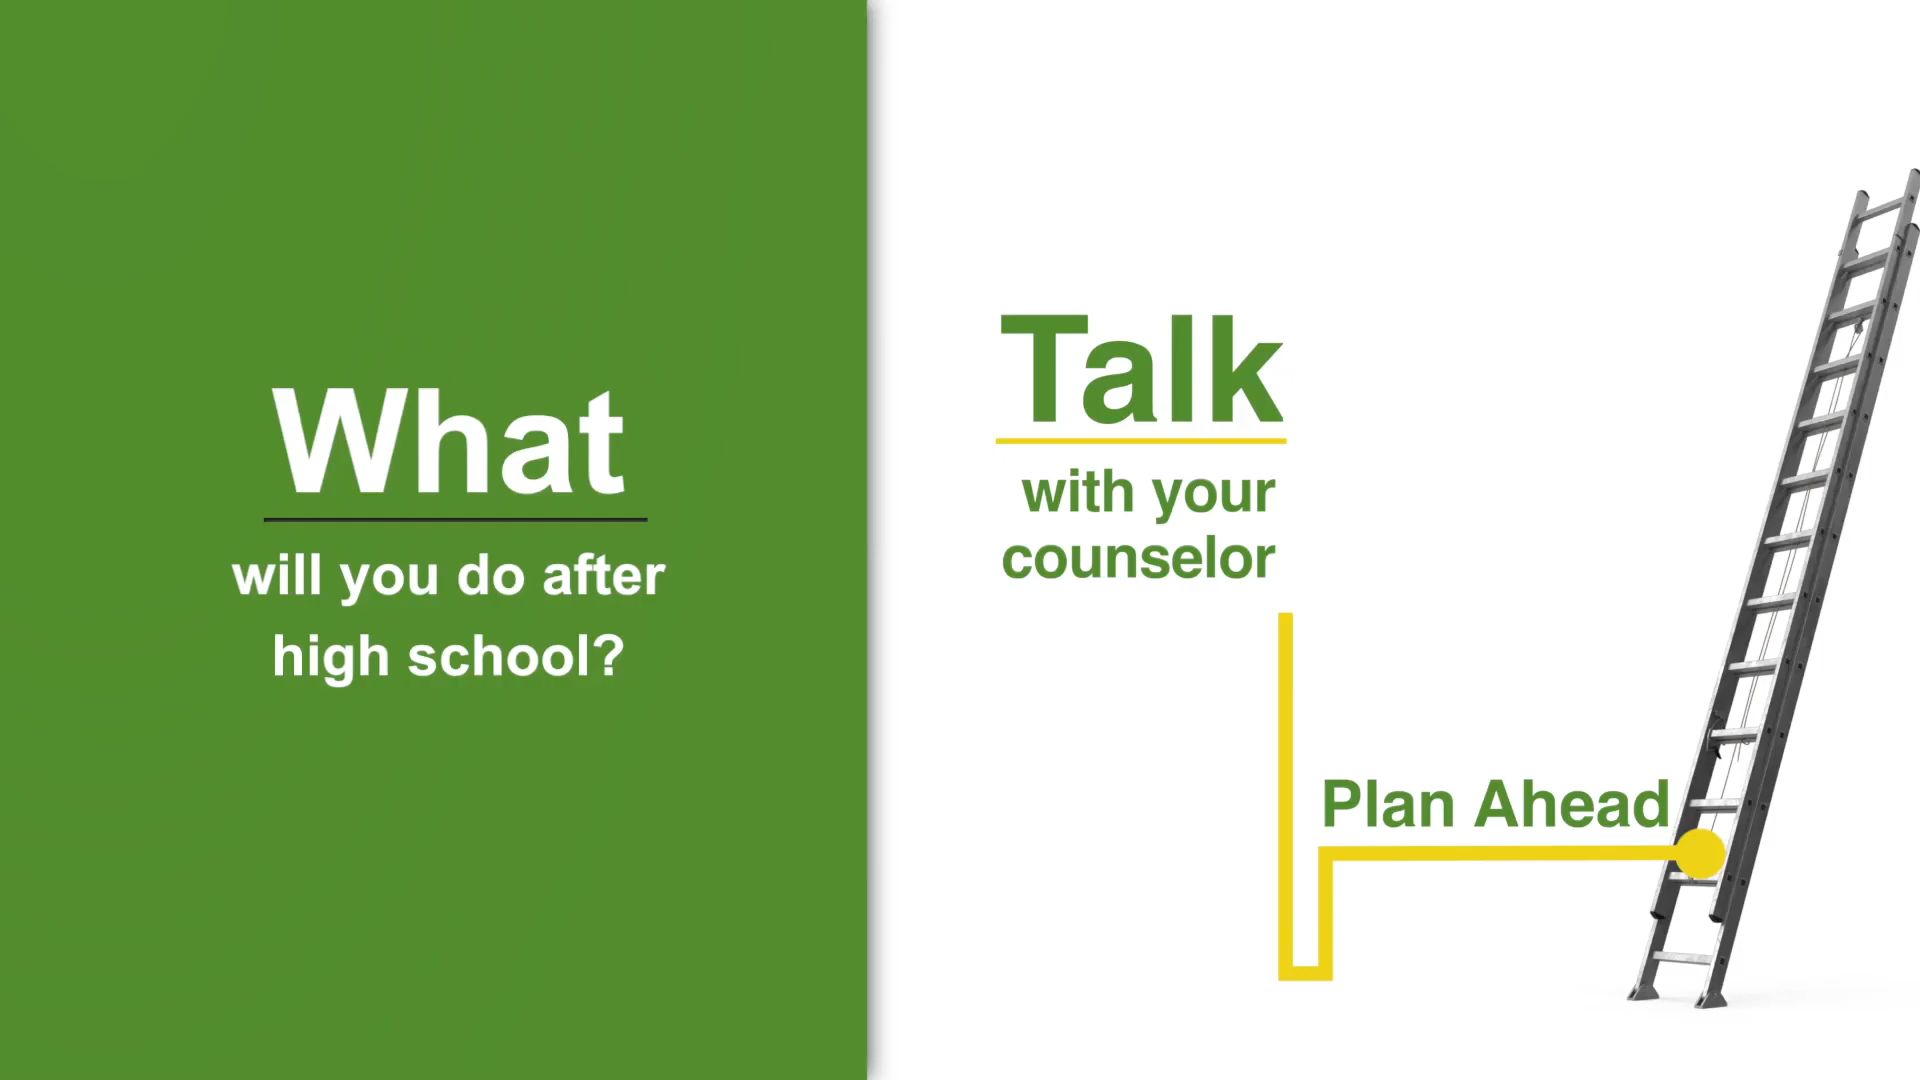 What
will you do after
high school?
Talk
with your
counselor
Plan Ahead